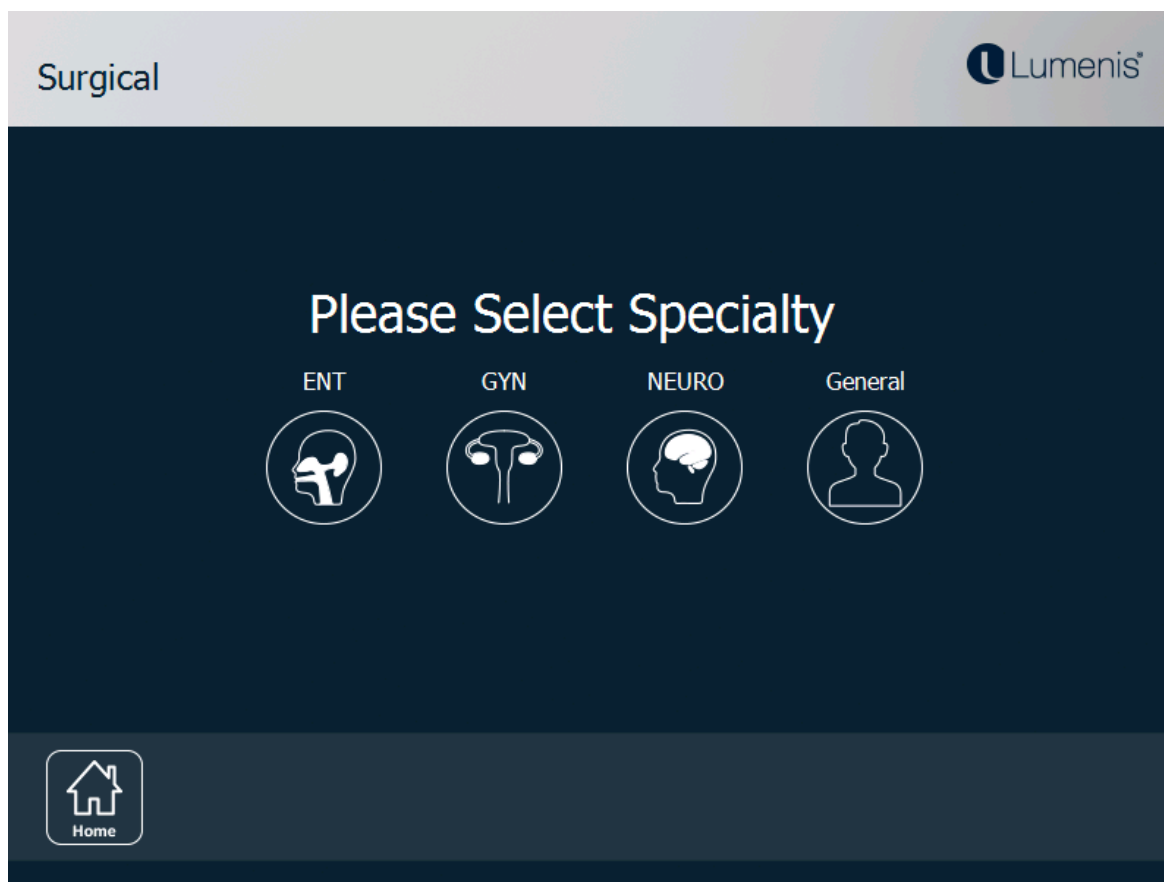 Surgical
Lumenis®
Please Select Specialty
ENT GYN NEURO General
Home